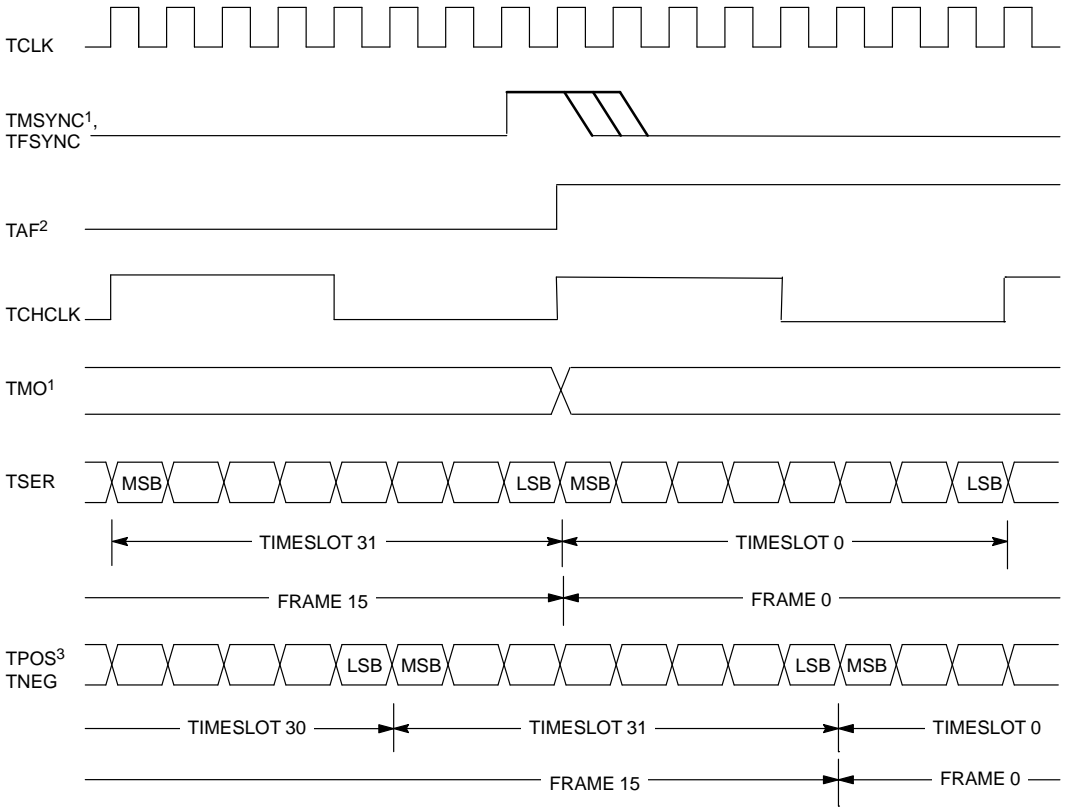 TCLK
TMSYNC1,
TFSYNC
TAF2
TCHCLK
TMO1
TSER MSB LSB MSB LSB
TIMESLOT 31 TIMESLOT 0
FRAME 15 FRAME 0
TPOS3
TNEG
LSB MSB LSB MSB
TIMESLOT 30 TIMESLOT 31 TIMESLOT 0
FRAME 15 FRAME 0